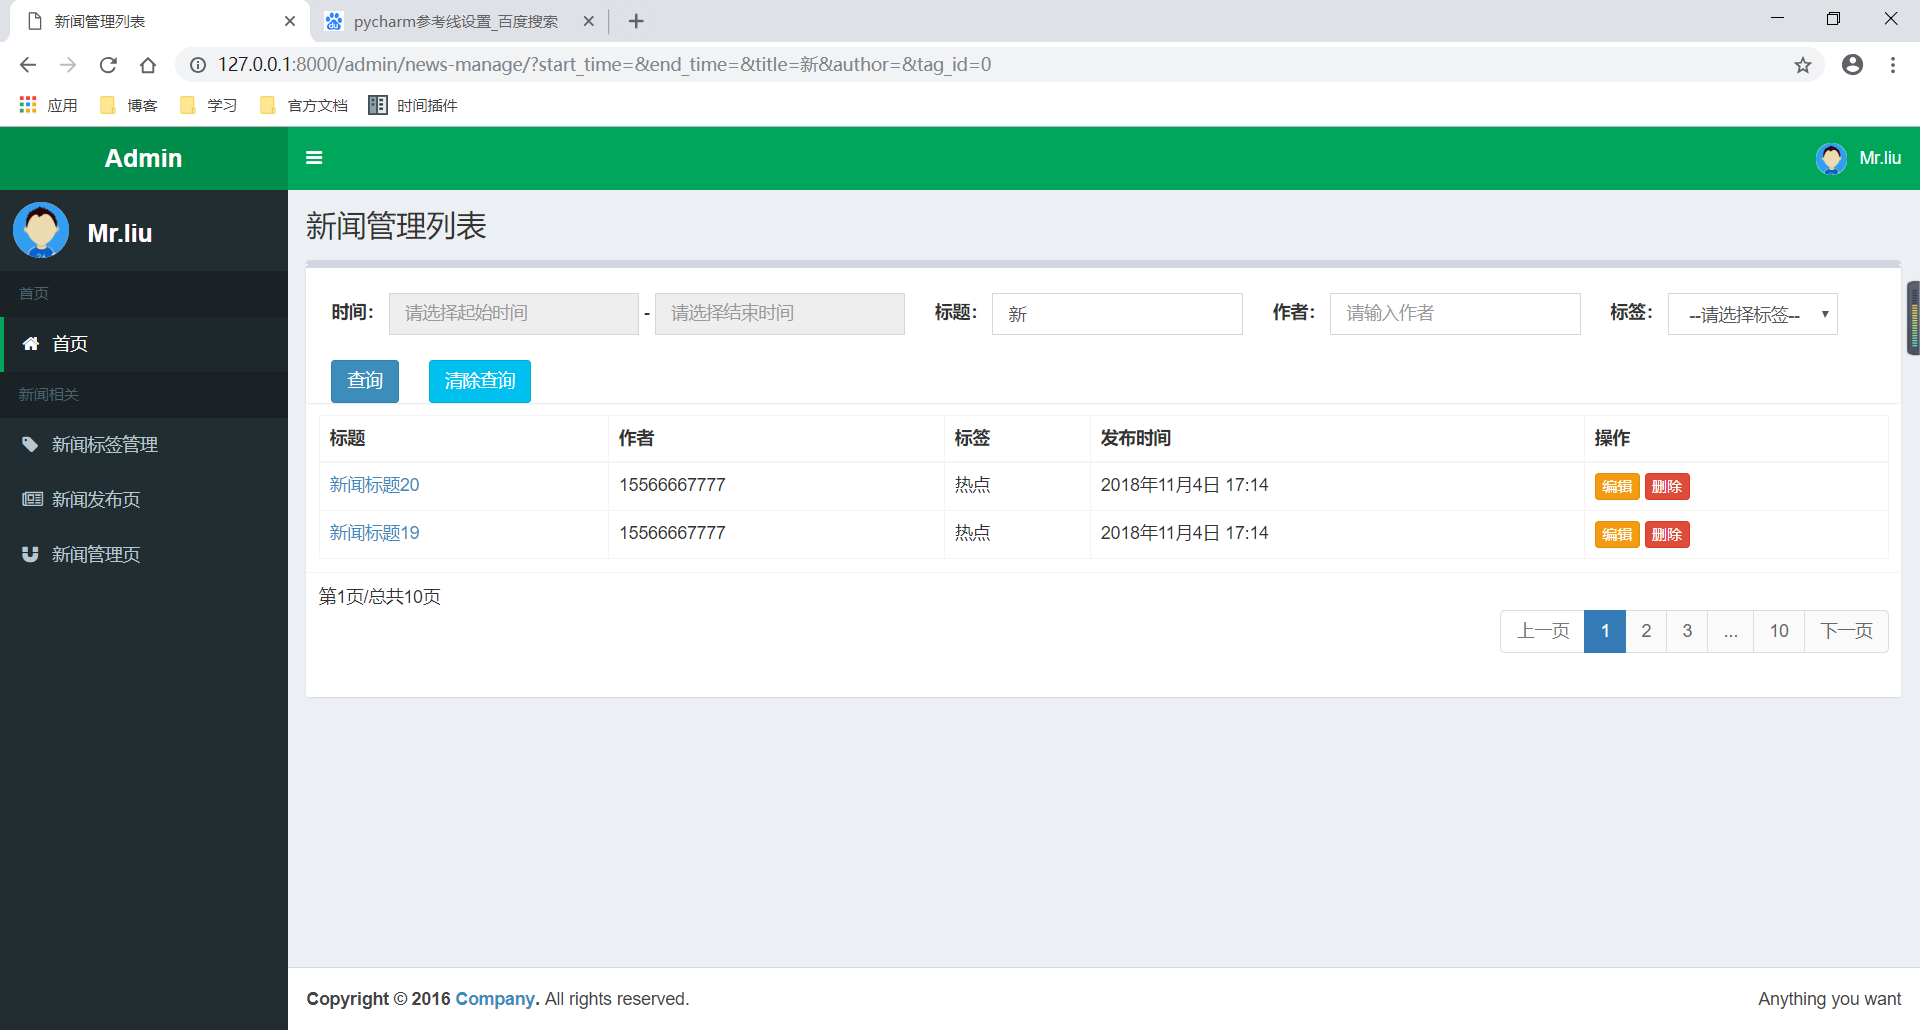 新闻管理列表 pycharm参考线设置_百度搜索
127.0.0.1:8000/admin/news-manage/?start_time=&end_time=&title=新&author=&tag_id=0
应用 博客 学习 官方文档 时间插件
Admin Mr.liu
Mr.liu
首页
首页
新闻相关
新闻标签管理
新闻发布页
新闻管理页
新闻管理列表
时间： 请选择起始时间 - 请选择结束时间 标题： 新 作者： 请输入作者 标签： --请选择标签--
查询 清除查询
标题 作者 标签 发布时间 操作
新闻标题20 15566667777 热点 2018年11月4日 17:14 编辑 删除
新闻标题19 15566667777 热点 2018年11月4日 17:14 编辑 删除
第1页/总共10页
上一页 1 2 3 ... 10 下一页
Copyright © 2016 Company. All rights reserved. Anything you want